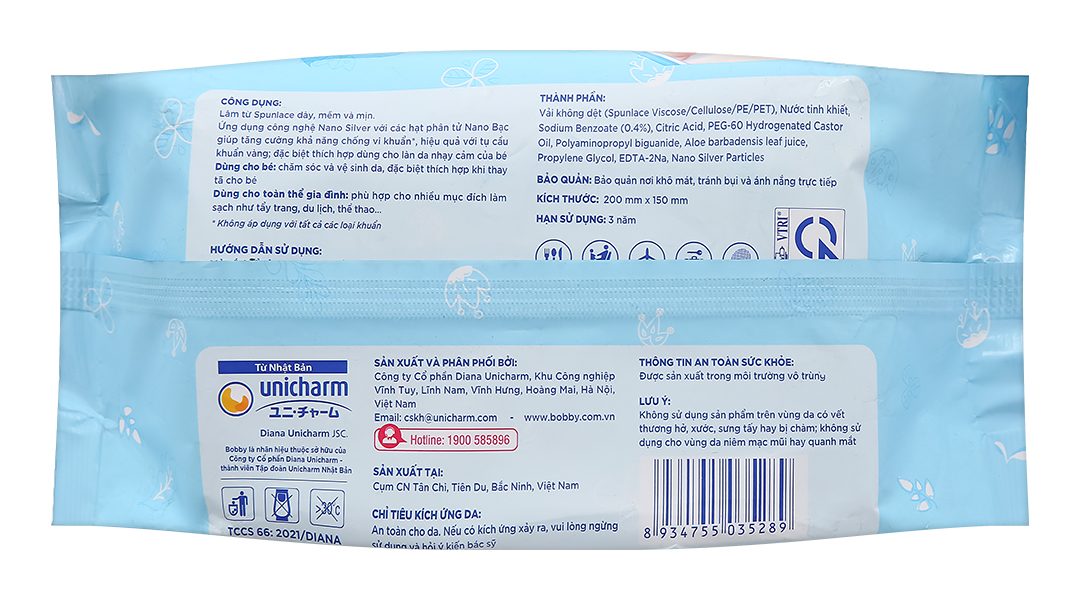 CÔNG DỤNG:
Làm từ Spunlace dày, mềm và mịn.
Ứng dụng công nghệ Nano Silver với các hạt phân tử Nano Bạc
giúp tăng cường khả năng chống vi khuẩn*, hiệu quả với tụ cầu
khuẩn vàng; đặc biệt thích hợp dùng cho làn da nhạy cảm của bé
Dùng cho bé: chăm sóc và vệ sinh da, đặc biệt thích hợp khi thay
tã cho bé
Dùng cho toàn thể gia đình: phù hợp cho nhiều mục đích làm
sạch như tẩy trang, du lịch, thể thao...
* Không áp dụng với tất cả các loại khuẩn
HƯỚNG DẪN SỬ DỤNG:
THÀNH PHẦN:
Vải không dệt (Spunlace Viscose/Cellulose/PE/PET), Nước tinh khiết,
Sodium Benzoate (0.4%), Citric Acid, PEG-60 Hydrogenated Castor
Oil, Polyaminopropyl biguanide, Aloe barbadensis leaf juice,
Propylene Glycol, EDTA-2Na, Nano Silver Particles
BẢO QUẢN: Bảo quản nơi khô mát, tránh bụi và ánh nắng trực tiếp
KÍCH THƯỚC: 200 mm x 150 mm
HẠN SỬ DỤNG: 3 năm
VTRI®
Từ Nhật Bản
unicharm
ユニ・チャーム
Diana Unicharm JSC.
Bobby là nhãn hiệu thuộc sở hữu của
Công ty Cổ phần Diana Unicharm -
thành viên Tập đoàn Unicharm Nhật Bản
>30°C
TCCS 66: 2021/DIANA
SẢN XUẤT VÀ PHÂN PHỐI BỞI:
Công ty Cổ phần Diana Unicharm, Khu Công nghiệp
Vĩnh Tuy, Lĩnh Nam, Vĩnh Hưng, Hoàng Mai, Hà Nội,
Việt Nam
Email: cskh@unicharm.com - www.bobby.com.vn
Hotline: 1900 585896
SẢN XUẤT TẠI:
Cụm CN Tân Chi, Tiên Du, Bắc Ninh, Việt Nam
CHỈ TIÊU KÍCH ỨNG DA:
An toàn cho da. Nếu có kích ứng xảy ra, vui lòng ngừng
sử dụng và hỏi ý kiến bác sỹ
THÔNG TIN AN TOÀN SỨC KHỎE:
Được sản xuất trong môi trường vô trùng
LƯU Ý:
Không sử dụng sản phẩm trên vùng da có vết
thương hở, xước, sưng tấy hay bị chàm; không sử
dụng cho vùng da niêm mạc mũi hay quanh mắt
8 934755 035289